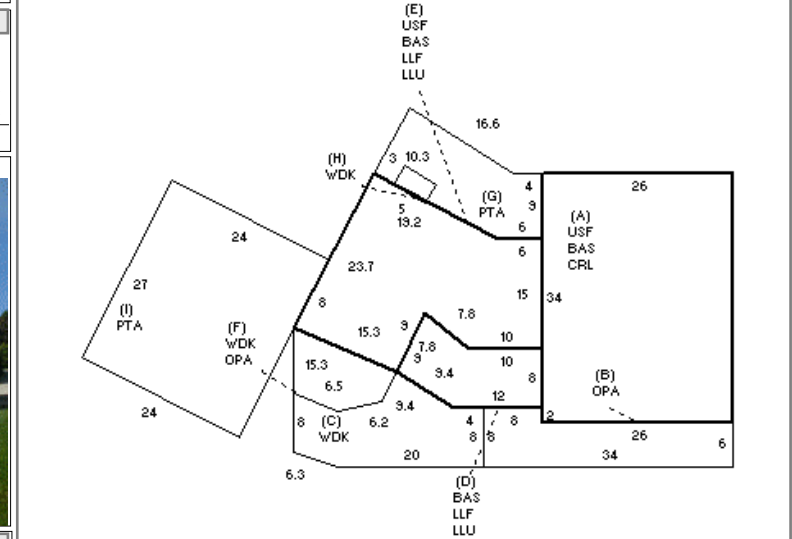 (E)
USF
BAS
LLF
LLU
16.6
3 10.3
(H)
WDK
4
26
9
(G)
PTA
5
19.2
6
(A)
USF
BAS
CRL
24
6
23.7
27
15
34
8
(I)
PTA
7.8
9
15.3
(F)
WDK
OPA
10
7.8
9
10
15.3
9.4
8
(B)
OPA
6.5
12
9.4
24
2
8
(C)
WDK
6.2
4
8
8
8
26
6
20
34
6.3
(D)
BAS
LLF
LLU